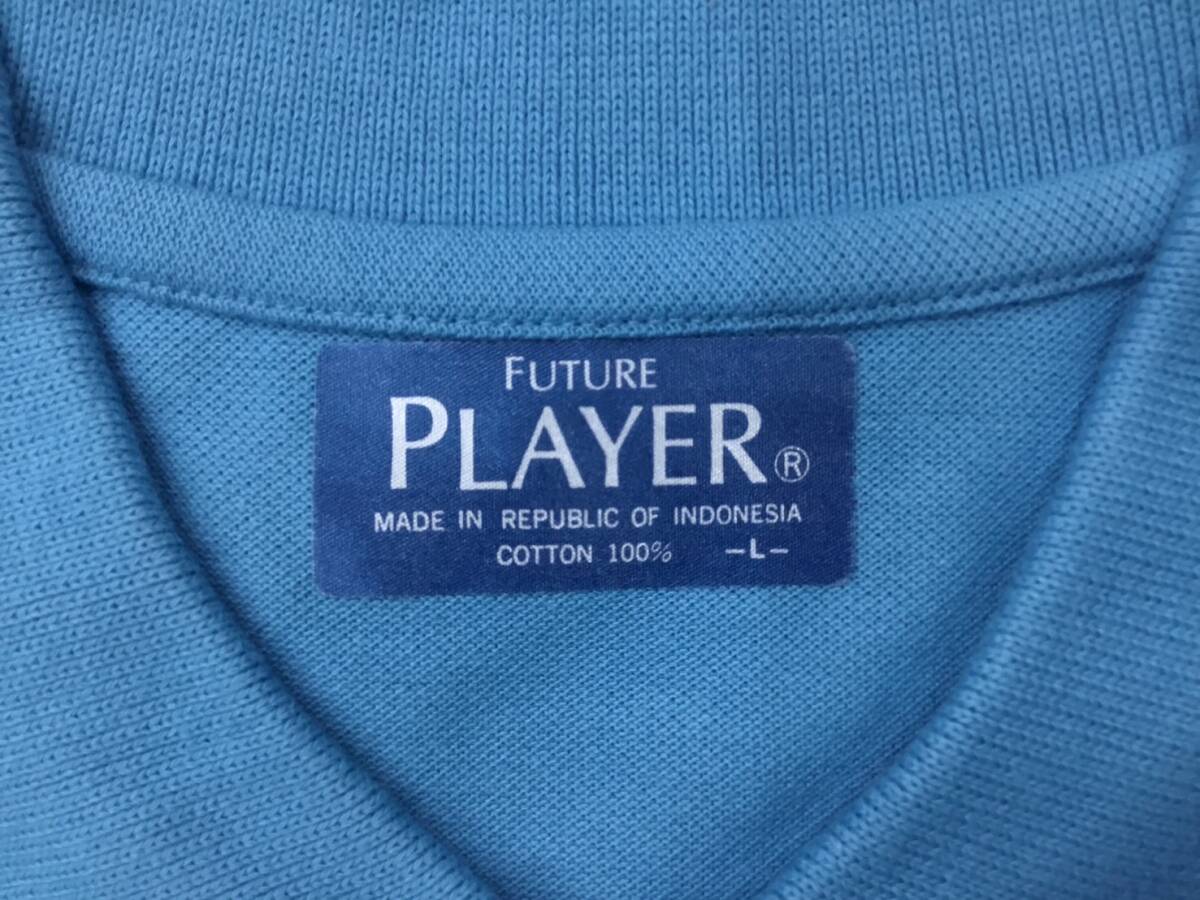 FUTURE
PLAYER®
MADE IN REPUBLIC OF INDONESIA
COTTON 100% -L-